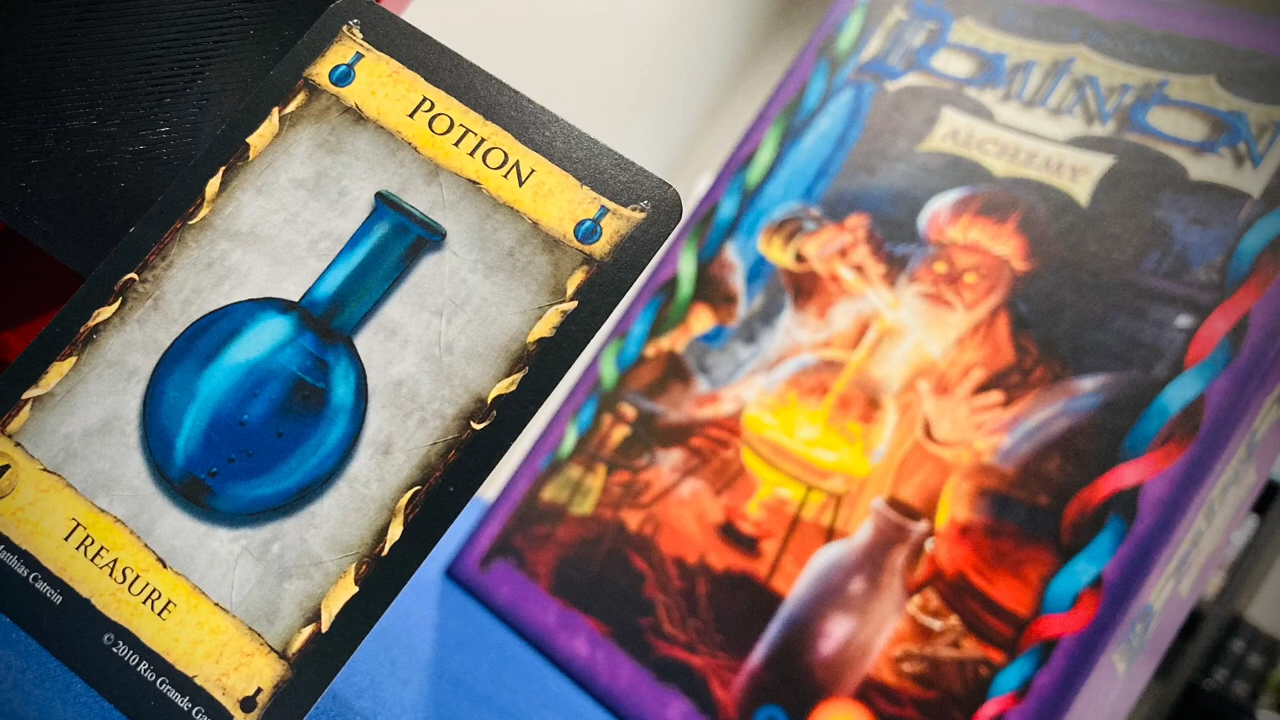 POTION
TREASURE
Matthias Catrein
© 2010 Rio Grande Ga
DOMINION
ALCHEMY